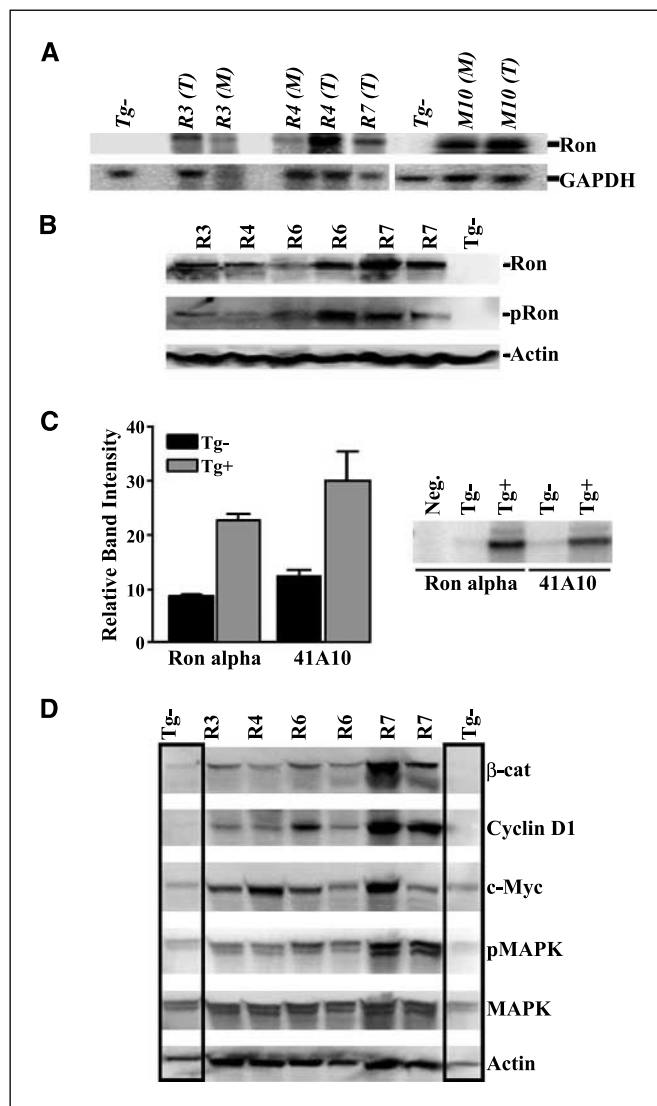 A
Tg- R3 (T) R3 (M) R4 (M) R4 (T) R7 (T) Tg- M10 (M) M10 (T)
Ron
GAPDH
B
R3 R4 R6 R6 R7 R7 Tg-
-Ron
-pRon
-Actin
C
Relative Band Intensity
40
30
20
10
0
Tg-
Tg+
Ron alpha 41A10
Neg. Tg- Tg+ Tg- Tg+
Ron alpha 41A10
D
Tg- R3 R4 R6 R6 R7 R7 Tg-
β-cat
Cyclin D1
c-Myc
pMAPK
MAPK
Actin